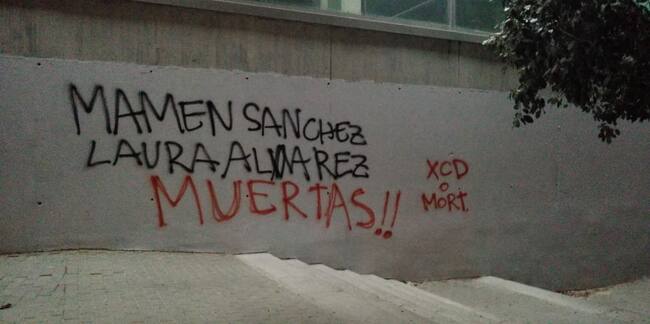 MAMEN SANCHEZ
LAURA ALVAREZ
MUERTAS!!
XCD
O
MORT.